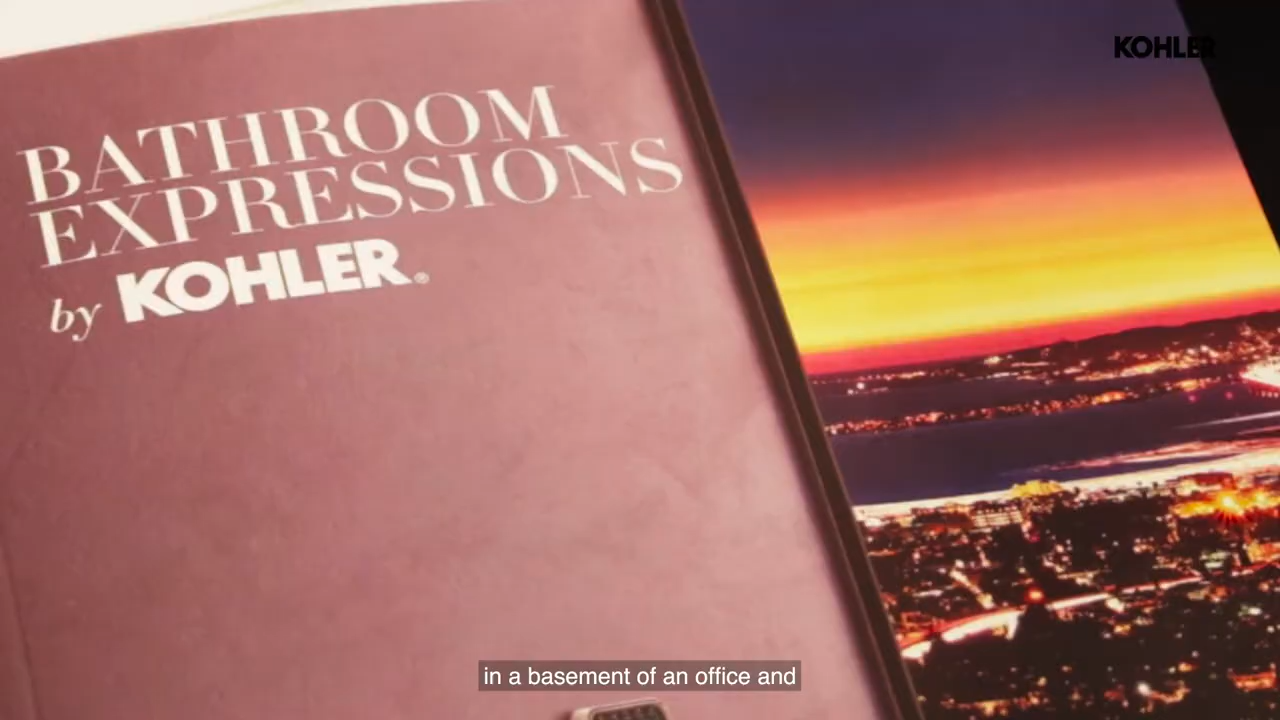 KOHLER
BATHROOM
EXPRESSIONS
by KOHLER®
in a basement of an office and